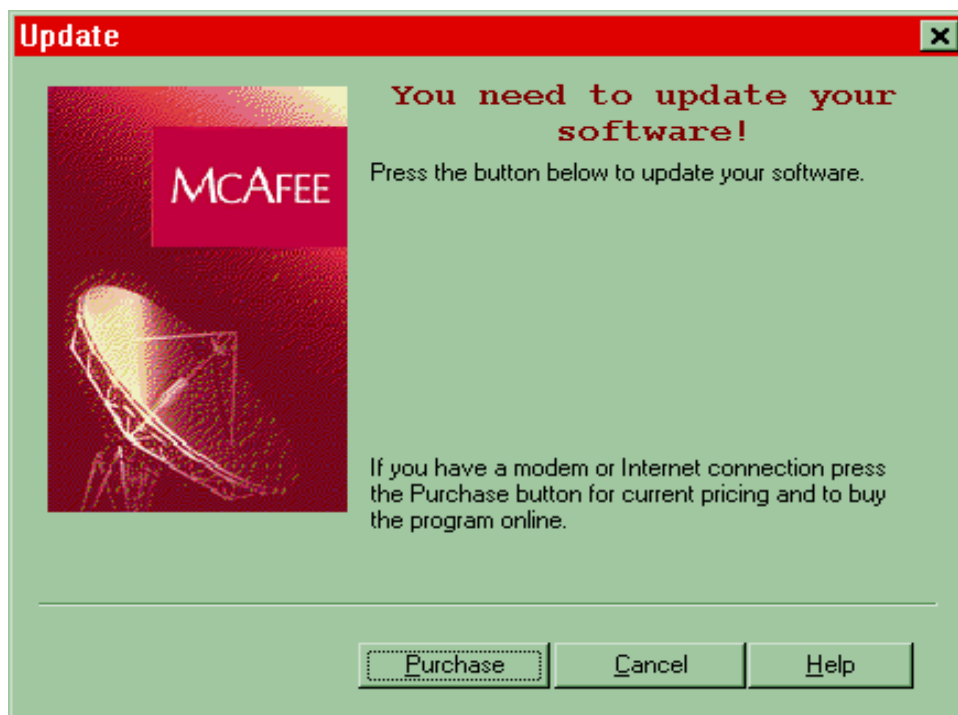 Update
You need to update your
software!
McAFEE
Press the button below to update your software.
If you have a modem or Internet connection press
the Purchase button for current pricing and to buy
the program online.
Purchase
Cancel
Help